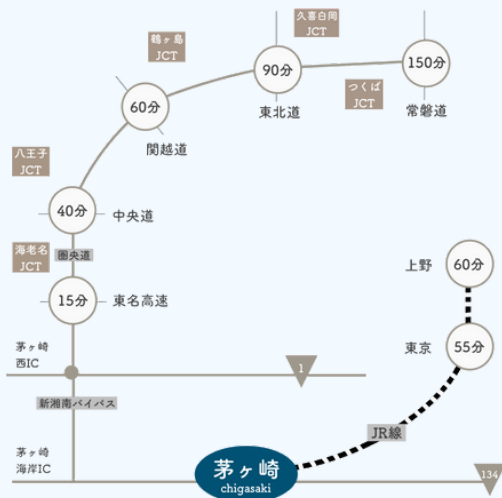 久喜白岡
JCT
鶴ヶ島
JCT
90分
150分
つくば
JCT
東北道
常磐道
60分
関越道
八王子
JCT
40分
中央道
海老名
JCT
圏央道
上野
60分
15分
東名高速
東京
55分
茅ヶ崎
西IC
1
新湘南バイパス
JR線
茅ヶ崎
海岸IC
茅ヶ崎
chigasaki
134